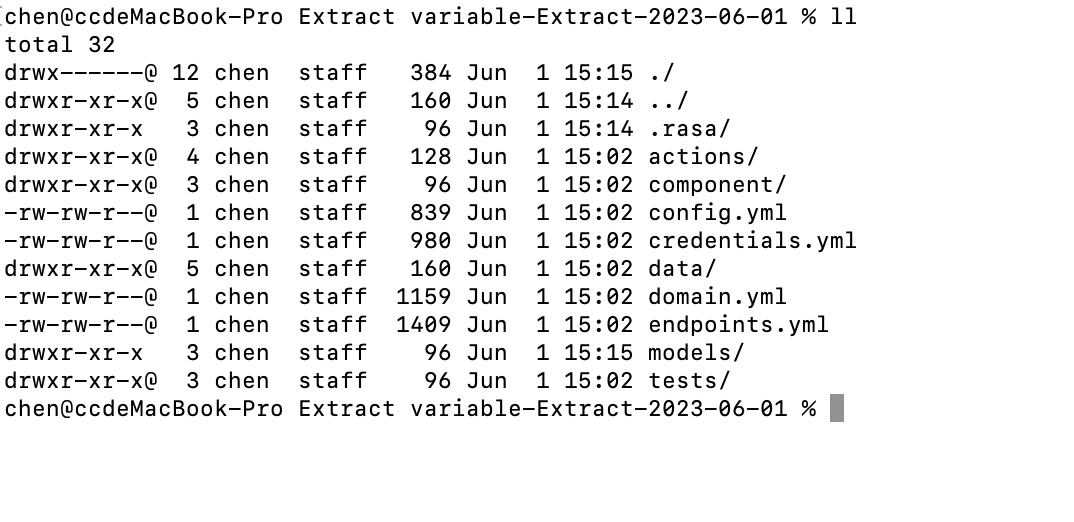 chen@ccdeMacBook-Pro Extract variable-Extract-2023-06-01 % ll
total 32
drwx------@ 12 chen  staff   384 Jun  1 15:15 ./
drwxr-xr-x@  5 chen  staff   160 Jun  1 15:14 ../
drwxr-xr-x   3 chen  staff    96 Jun  1 15:14 .rasa/
drwxr-xr-x@  4 chen  staff   128 Jun  1 15:02 actions/
drwxr-xr-x@  3 chen  staff    96 Jun  1 15:02 component/
-rw-rw-r--@  1 chen  staff   839 Jun  1 15:02 config.yml
-rw-rw-r--@  1 chen  staff   980 Jun  1 15:02 credentials.yml
drwxr-xr-x@  5 chen  staff   160 Jun  1 15:02 data/
-rw-rw-r--@  1 chen  staff  1159 Jun  1 15:02 domain.yml
-rw-rw-r--@  1 chen  staff  1409 Jun  1 15:02 endpoints.yml
drwxr-xr-x   3 chen  staff    96 Jun  1 15:15 models/
drwxr-xr-x@  3 chen  staff    96 Jun  1 15:02 tests/
chen@ccdeMacBook-Pro Extract variable-Extract-2023-06-01 %